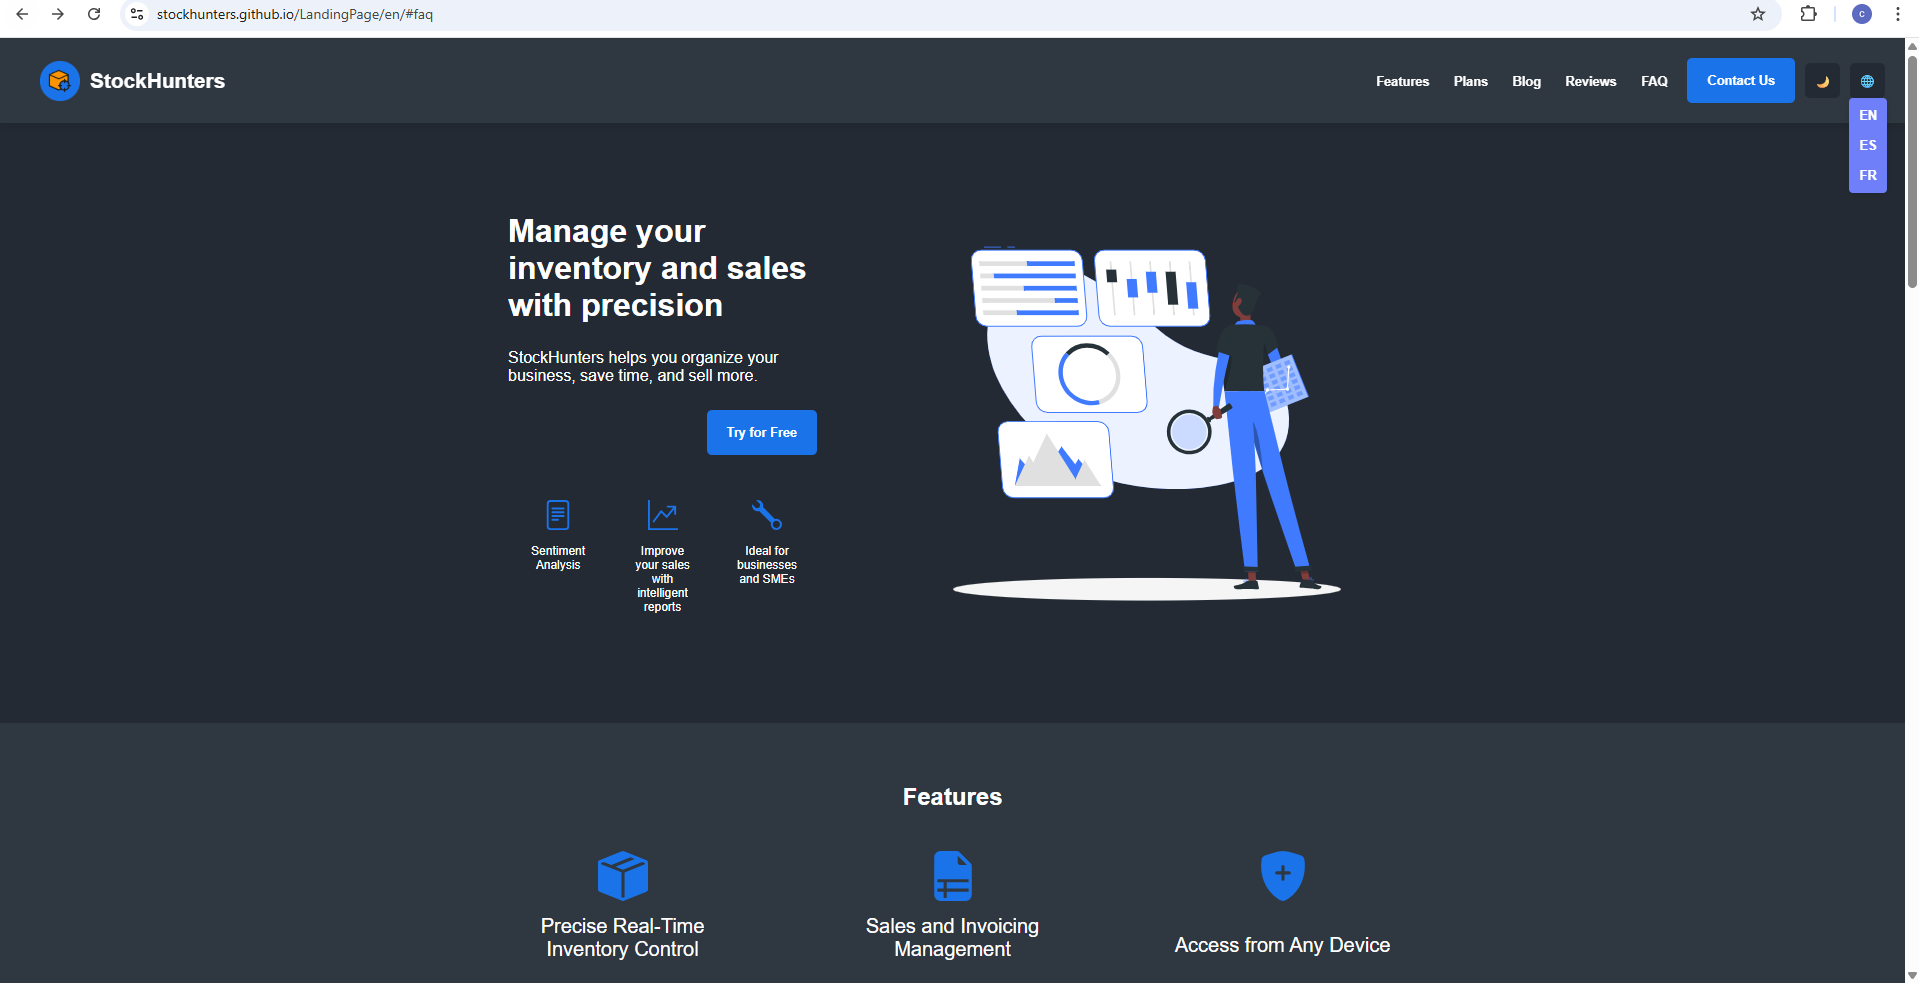 stockhunters.github.io/LandingPage/en/#faq
C
StockHunters
Features
Plans
Blog
Reviews
FAQ
Contact Us
EN
ES
FR
Manage your
inventory and sales
with precision
StockHunters helps you organize your
business, save time, and sell more.
Try for Free
Sentiment
Analysis
Improve
your sales
with
intelligent
reports
Ideal for
businesses
and SMEs
Features
Precise Real-Time
Inventory Control
Sales and Invoicing
Management
Access from Any Device